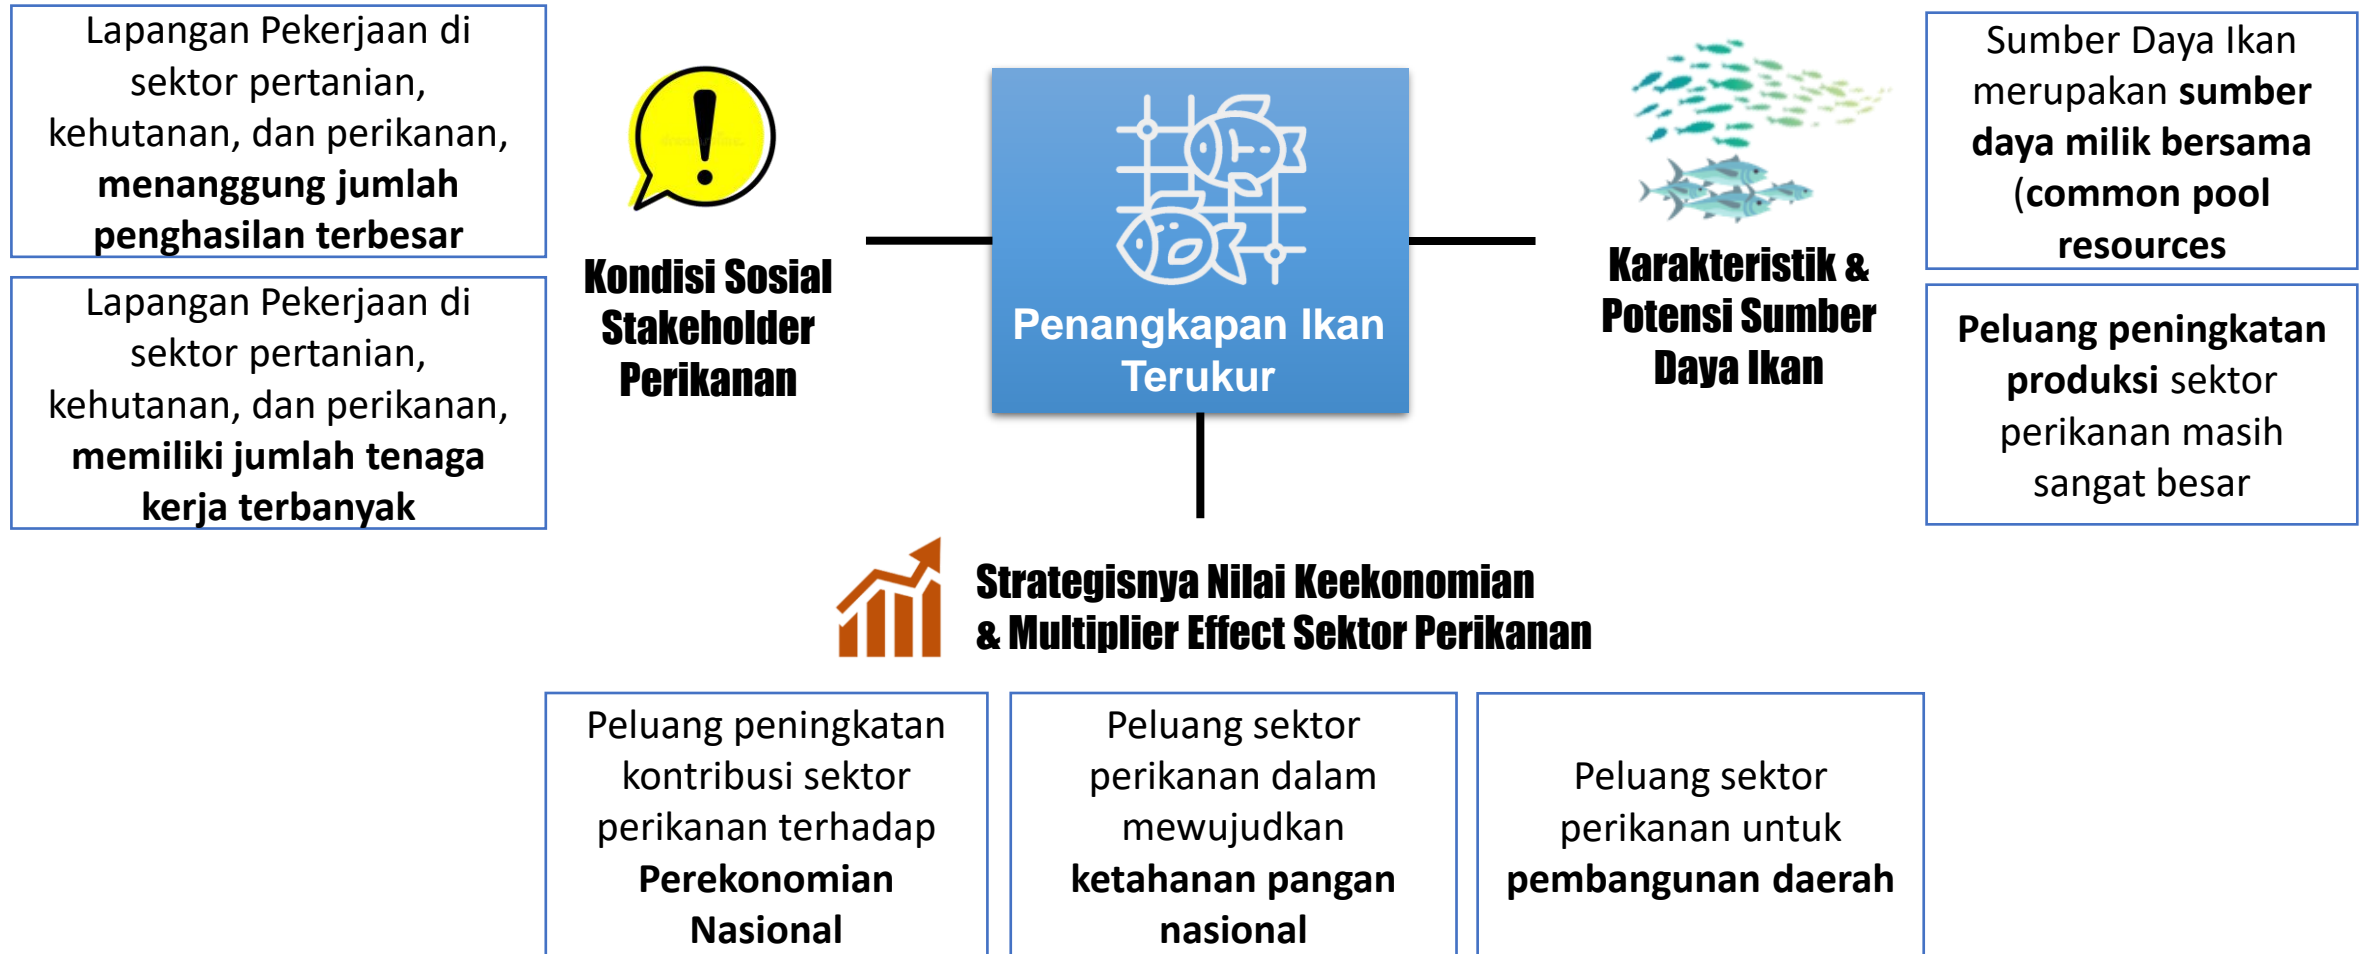 Lapangan Pekerjaan di
sektor pertanian,
kehutanan, dan perikanan,
menanggung jumlah
penghasilan terbesar
Lapangan Pekerjaan di
sektor pertanian,
kehutanan, dan perikanan,
memiliki jumlah tenaga
kerja terbanyak
Kondisi Sosial
Stakeholder
Perikanan
Penangkapan Ikan
Terukur
Karakteristik &
Potensi Sumber
Daya Ikan
Sumber Daya Ikan
merupakan sumber
daya milik bersama
(common pool
resources
Peluang peningkatan
produksi sektor
perikanan masih
sangat besar
Strategisnya Nilai Keekonomian
& Multiplier Effect Sektor Perikanan
Peluang peningkatan
kontribusi sektor
perikanan terhadap
Perekonomian
Nasional
Peluang sektor
perikanan dalam
mewujudkan
ketahanan pangan
nasional
Peluang sektor
perikanan untuk
pembangunan daerah